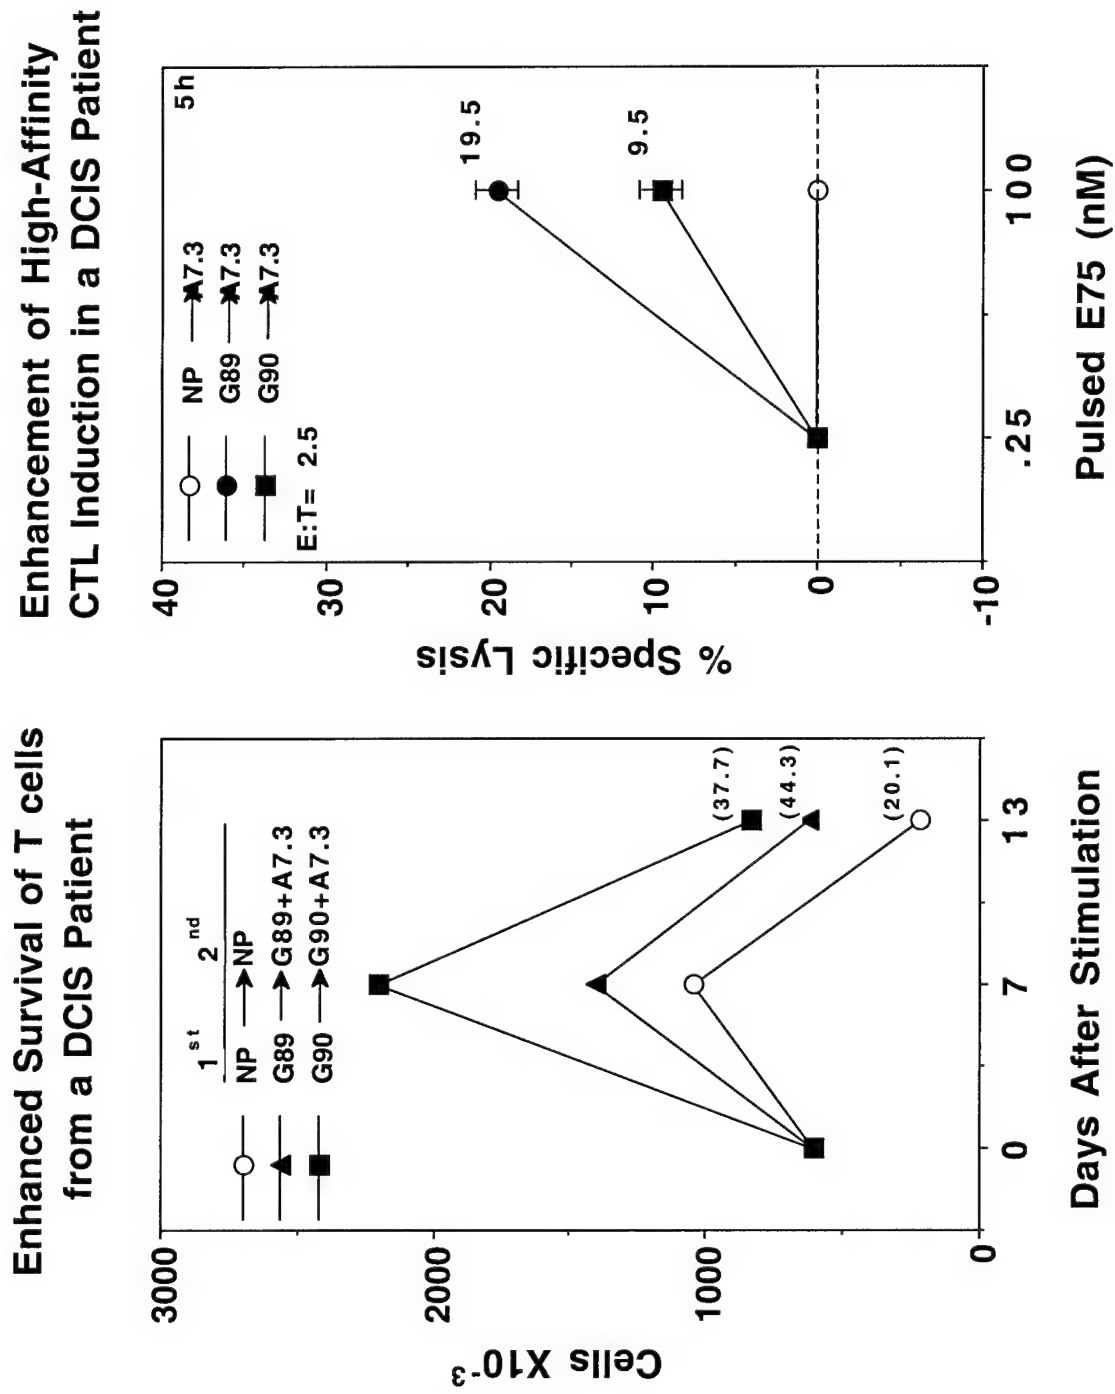 Enhanced Survival of T cells
from a DCIS Patient
1st 2nd
NP NP
G89 G89+A7.3
G90 G90+A7.3
3000
2000
1000
0
Cells X10-3
(37.7)
(44.3)
(20.1)
0 7 13
Days After Stimulation
Enhancement of High-Affinity
CTL Induction in a DCIS Patient
5h
NP A7.3
G89 A7.3
G90 A7.3
E:T= 2.5
40
30
20
10
0
-10
% Specific Lysis
19.5
9.5
.25 100
Pulsed E75 (nM)